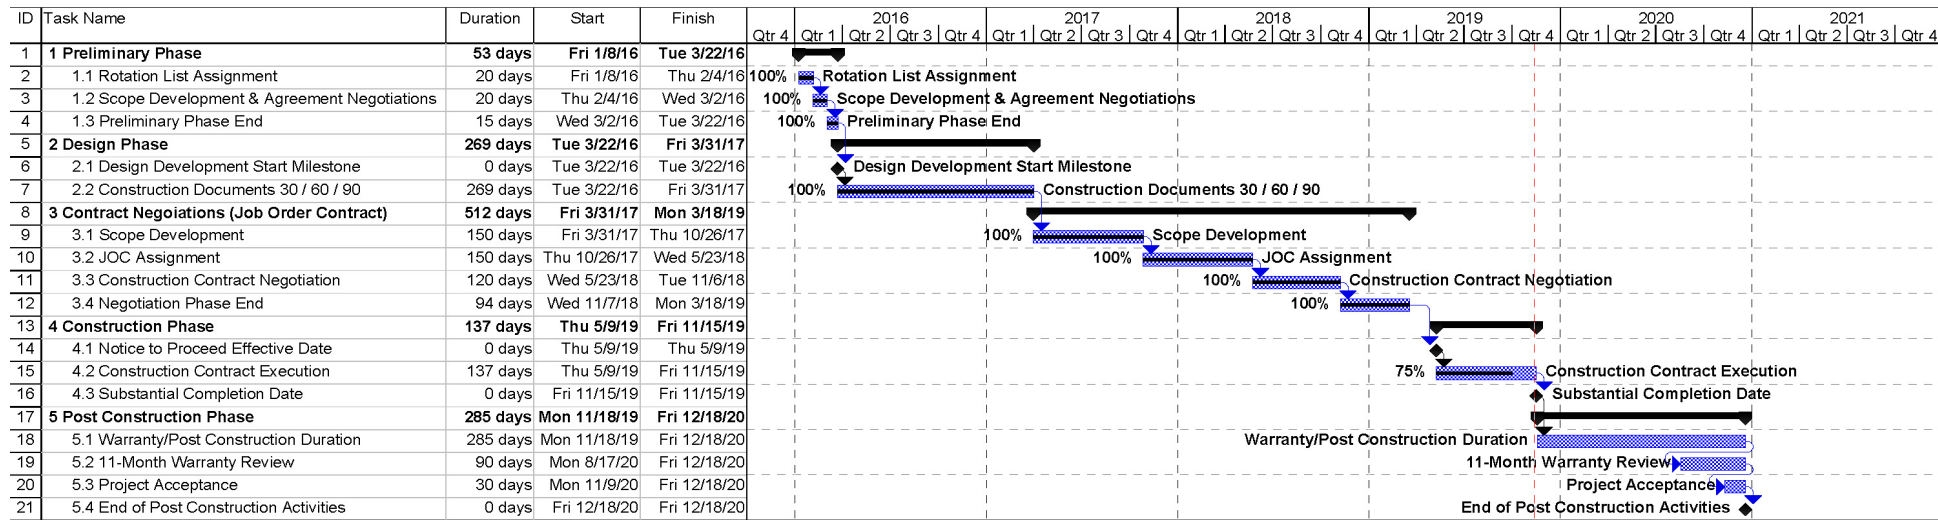 ID Task Name Duration Start Finish 2016 2017 2018 2019 2020 2021
Qtr 4 Qtr 1 Qtr 2 Qtr 3 Qtr 4 Qtr 1 Qtr 2 Qtr 3 Qtr 4 Qtr 1 Qtr 2 Qtr 3 Qtr 4 Qtr 1 Qtr 2 Qtr 3 Qtr 4 Qtr 1 Qtr 2 Qtr 3 Qtr 4 Qtr 1 Qtr 2 Qtr 3 Qtr 4
1 1 Preliminary Phase 53 days Fri 1/8/16 Tue 3/22/16
2 1.1 Rotation List Assignment 20 days Fri 1/8/16 Thu 2/4/16 100% Rotation List Assignment
3 1.2 Scope Development & Agreement Negotiations 20 days Thu 2/4/16 Wed 3/2/16 100% Scope Development & Agreement Negotiations
4 1.3 Preliminary Phase End 15 days Wed 3/2/16 Tue 3/22/16 100% Preliminary Phase End
5 2 Design Phase 269 days Tue 3/22/16 Fri 3/31/17
6 2.1 Design Development Start Milestone 0 days Tue 3/22/16 Tue 3/22/16 Design Development Start Milestone
7 2.2 Construction Documents 30 / 60 / 90 269 days Tue 3/22/16 Fri 3/31/17 100% Construction Documents 30 / 60 / 90
8 3 Contract Negoiations (Job Order Contract) 512 days Fri 3/31/17 Mon 3/18/19
9 3.1 Scope Development 150 days Fri 3/31/17 Thu 10/26/17 100% Scope Development
10 3.2 JOC Assignment 150 days Thu 10/26/17 Wed 5/23/18 100% JOC Assignment
11 3.3 Construction Contract Negotiation 120 days Wed 5/23/18 Tue 11/6/18 100% Construction Contract Negotiation
12 3.4 Negotiation Phase End 94 days Wed 11/7/18 Mon 3/18/19 100%
13 4 Construction Phase 137 days Thu 5/9/19 Fri 11/15/19
14 4.1 Notice to Proceed Effective Date 0 days Thu 5/9/19 Thu 5/9/19
15 4.2 Construction Contract Execution 137 days Thu 5/9/19 Fri 11/15/19 75% Construction Contract Execution
16 4.3 Substantial Completion Date 0 days Fri 11/15/19 Fri 11/15/19 Substantial Completion Date
17 5 Post Construction Phase 285 days Mon 11/18/19 Fri 12/18/20
18 5.1 Warranty/Post Construction Duration 285 days Mon 11/18/19 Fri 12/18/20 Warranty/Post Construction Duration
19 5.2 11-Month Warranty Review 90 days Mon 8/17/20 Fri 12/18/20 11-Month Warranty Review
20 5.3 Project Acceptance 30 days Mon 11/9/20 Fri 12/18/20 Project Acceptance
21 5.4 End of Post Construction Activities 0 days Fri 12/18/20 Fri 12/18/20 End of Post Construction Activities